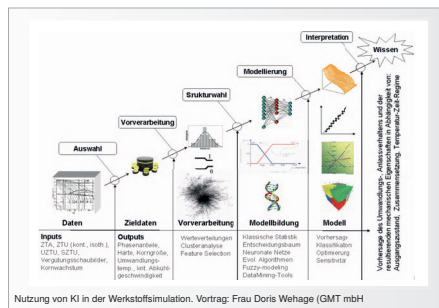 Interpretation
Wissen
Modellierung
Srukturwahl
Vorverarbeitung
Auswahl
Daten
Zieldaten
Vorverarbeitung
Modellbildung
Modell
Inputs
ZTA, ZTU (kont., isoth.),
UZTU, SZTU,
Vergütungsschaubilder,
Kornwachstum
Outputs
Phasenanteile,
Härte, Korngröße,
Umwandlungs-
temp., krit. Abkühl-
geschwindigkeit
Werteverteilungen
Clusteranalyse
Feature Selection
Klassische Statistik
Entscheidungsbaum
Neuronale Netze
Evol. Algorithmen
Fuzzy-modeling
DataMining-Tools
Vorhersage
Klassifikation
Optimierung
Sensitivität
Vorhersage des Umwandlungs-, Anlassverhaltens und der
resultierenden mechanischen Eigenschaften in Abhängigkeit von:
Ausgangszustand, Zusammensetzung, Temperatur-Zeit-Regime
Nutzung von KI in der Werkstoffsimulation. Vortrag: Frau Doris Wehage (GMT mbH